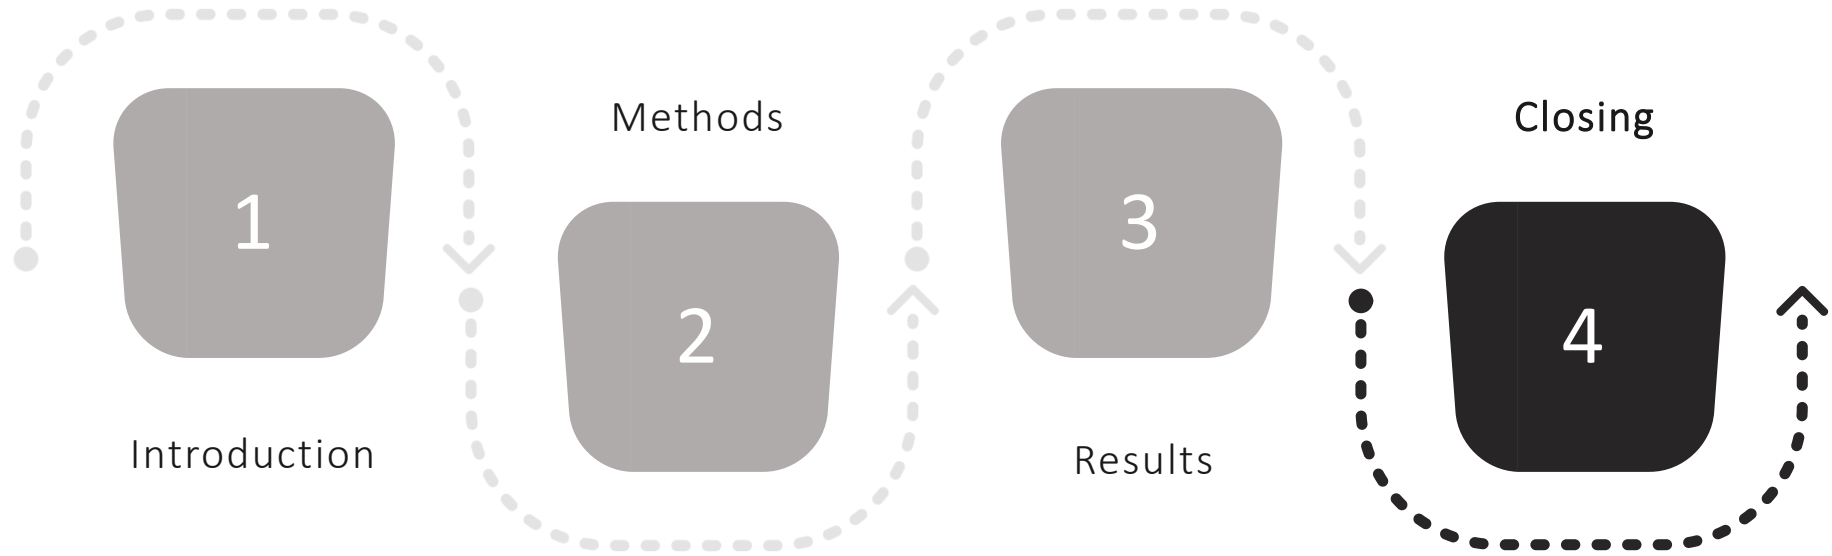 1
Introduction
Methods
2
3
Results
Closing
4